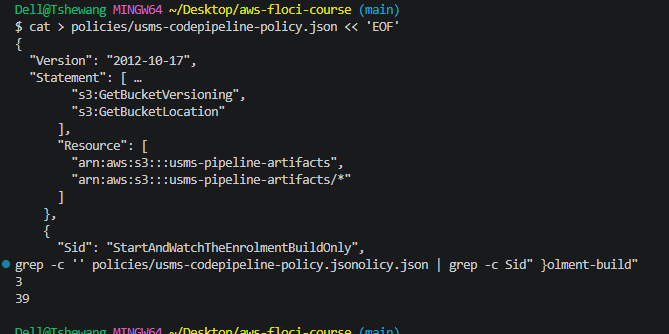 Dell@Tshewang MINGW64 ~/Desktop/aws-floci-course (main)
$ cat > policies/usms-codepipeline-policy.json << 'EOF'
{
  "Version": "2012-10-17",
  "Statement": [ …
        "s3:GetBucketVersioning",
        "s3:GetBucketLocation"
      ],
      "Resource": [
        "arn:aws:s3:::usms-pipeline-artifacts",
        "arn:aws:s3:::usms-pipeline-artifacts/*"
      ]
    },
    {
      "Sid": "StartAndWatchTheEnrolmentBuildOnly",
grep -c '' policies/usms-codepipeline-policy.jsonolicy.json | grep -c Sid" }olment-build"
3
39
Dell@Tshewang MINGW64 ~/Desktop/aws-floci-course (main)